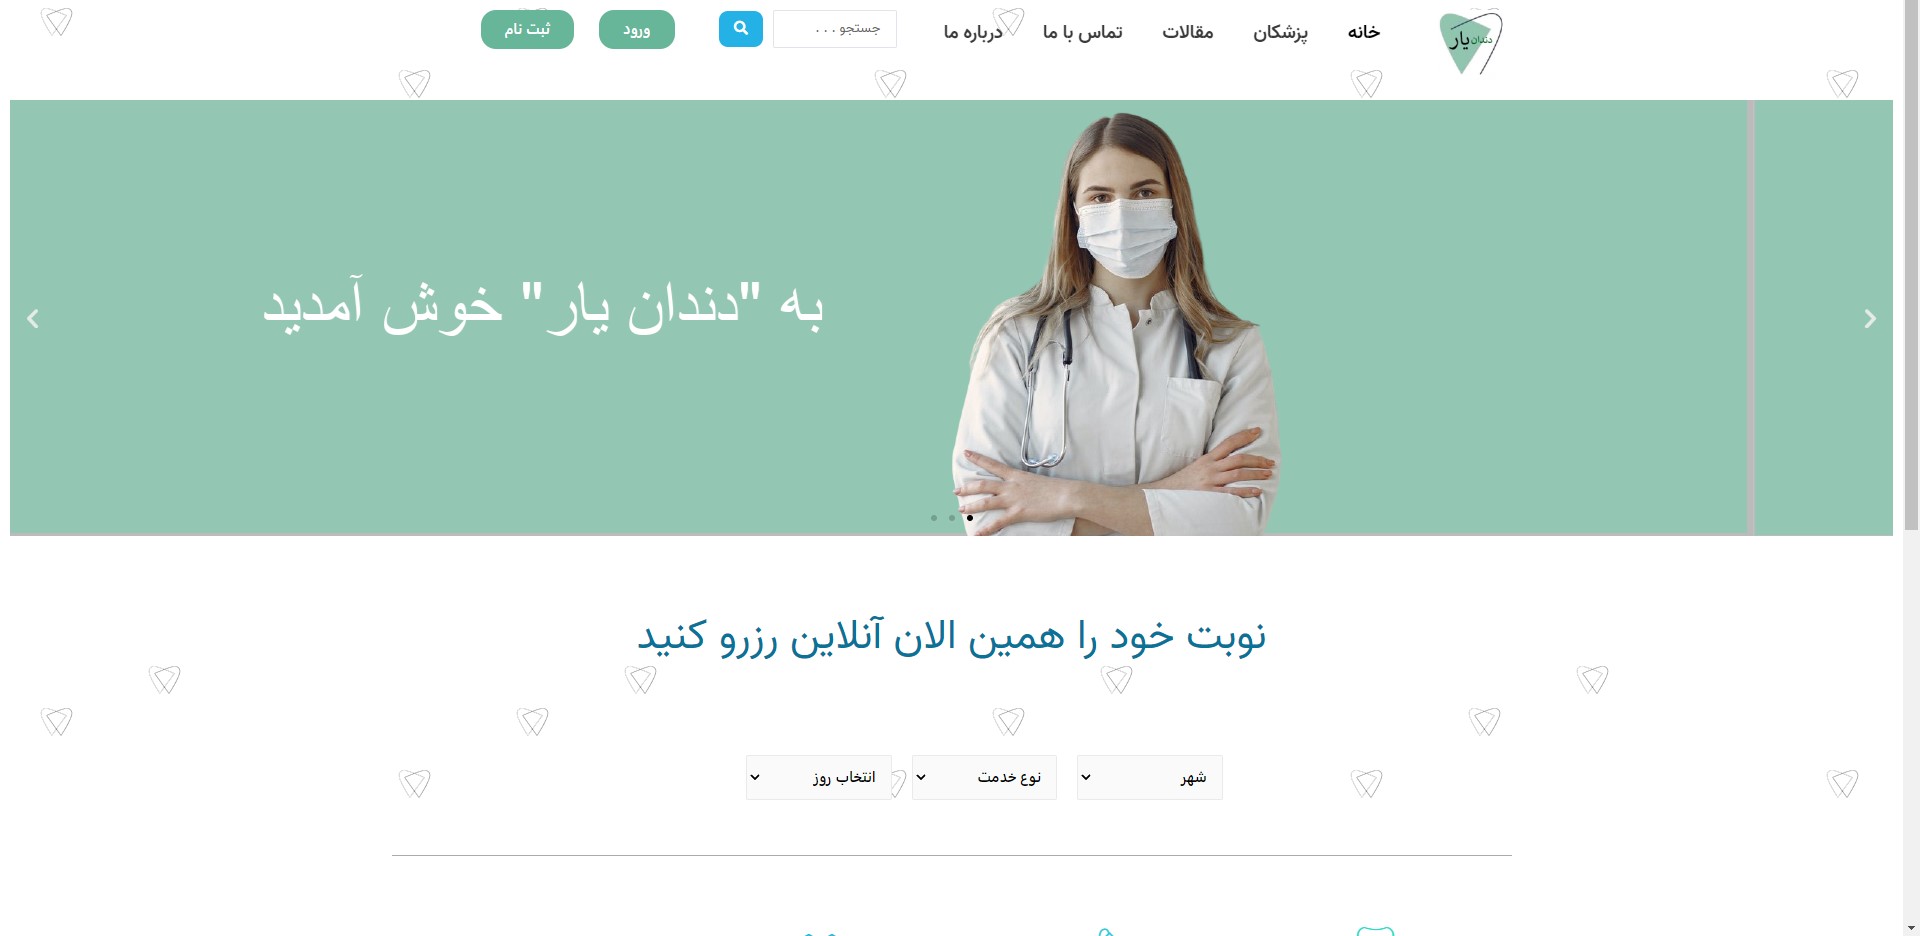 دندان یار
خانه
پزشکان
مقالات
تماس با ما
درباره ما
جستجو . . .
ورود
ثبت نام
به "دندان یار" خوش آمدید
نوبت خود را همین الان آنلاین رزرو کنید
شهر
نوع خدمت
انتخاب روز